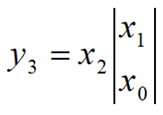 y₃ = x₂ |x₁ x₀|